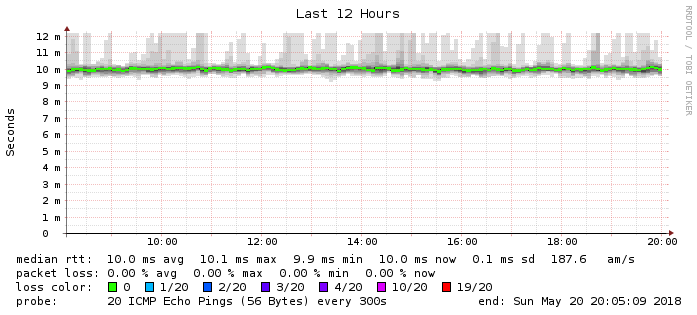 Last 12 Hours
RRDTOOL / TOBI OETIKER
Seconds
12 m
11 m
10 m
9 m
8 m
7 m
6 m
5 m
4 m
3 m
2 m
1 m
0
10:00 12:00 14:00 16:00 18:00 20:00
median rtt: 10.0 ms avg 10.1 ms max 9.9 ms min 10.0 ms now 0.1 ms sd 187.6 am/s
packet loss: 0.00 % avg 0.00 % max 0.00 % min 0.00 % now
loss color: 0 1/20 2/20 3/20 4/20 10/20 19/20
probe: 20 ICMP Echo Pings (56 Bytes) every 300s end: Sun May 20 20:05:09 2018